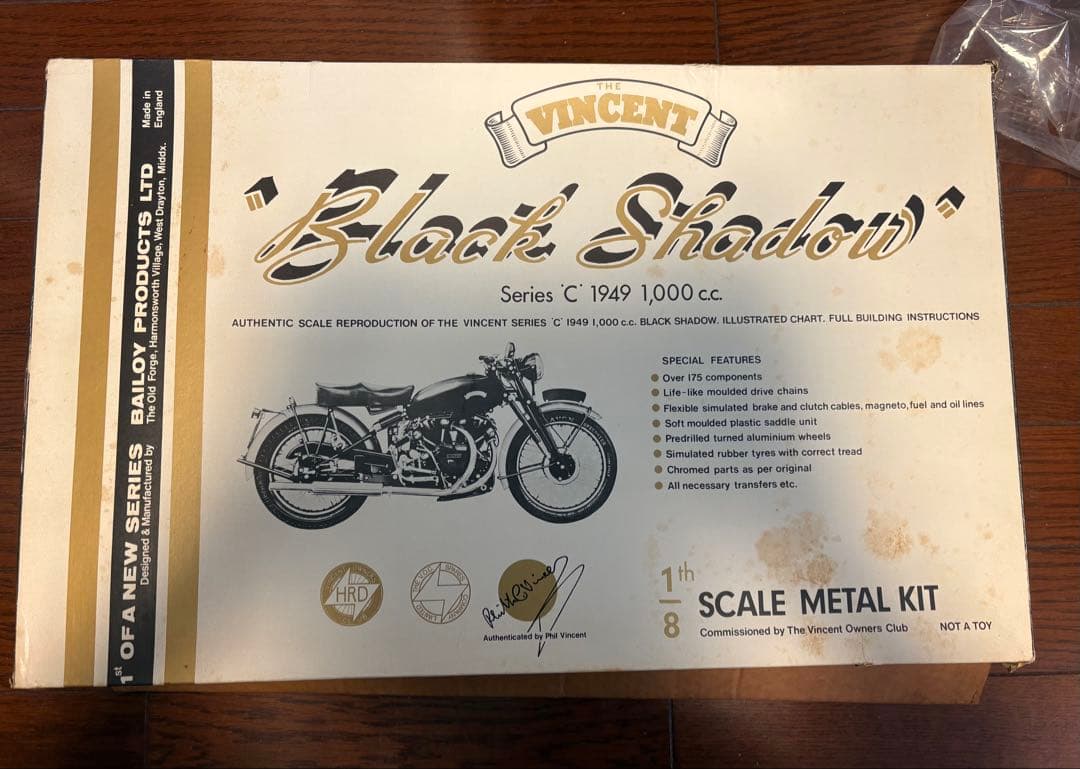 THE
VINCENT
"Black Shadow"
Series 'C' 1949 1,000 c.c.
AUTHENTIC SCALE REPRODUCTION OF THE VINCENT SERIES 'C' 1949 1,000 c.c. BLACK SHADOW. ILLUSTRATED CHART. FULL BUILDING INSTRUCTIONS
SPECIAL FEATURES
Over 175 components
Life-like moulded drive chains
Flexible simulated brake and clutch cables, magneto, fuel and oil lines
Soft moulded plastic saddle unit
Predrilled turned aluminium wheels
Simulated rubber tyres with correct tread
Chromed parts as per original
All necessary transfers etc.
HRD
Authenticated by Phil Vincent
1/8th
SCALE METAL KIT
Commissioned by The Vincent Owners Club
NOT A TOY
1st OF A NEW SERIES
Designed & Manufactured by
BAILOY PRODUCTS LTD
The Old Forge, Harmonsworth Village, West Drayton, Middx.
Made in
England